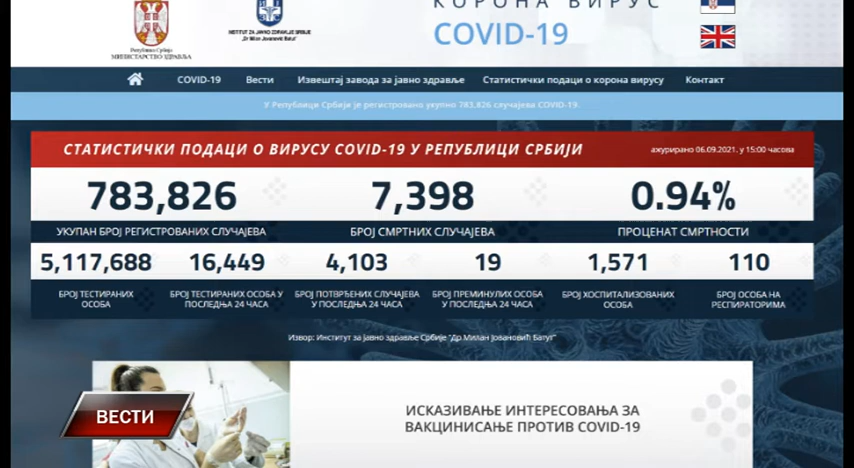 КОРОНА ВИРУС
COVID-19
Република Србија
МИНИСТАРСТВО ЗДРАВЉА
ИНСТИТУТ ЗА ЈАВНО ЗДРАВЉЕ СРБИЈЕ
„Dr Milan Jovanović Batut“
COVID-19 Вести Извештај завода за јавно здравље Статистички подаци о корона вирусу Контакт
У Републици Србији је регистровано укупно 783,826 случајева COVID-19.
СТАТИСТИЧКИ ПОДАЦИ О ВИРУСУ COVID-19 У РЕПУБЛИЦИ СРБИЈИ ажурирано 06.09.2021. у 15:00 часова
783,826 7,398 0.94%
УКУПАН БРОЈ РЕГИСТРОВАНИХ СЛУЧАЈЕВА БРОЈ СМРТНИХ СЛУЧАЈЕВА ПРОЦЕНАТ СМРТНОСТИ
5,117,688 16,449 4,103 19 1,571 110
БРОЈ ТЕСТИРАНИХ ОСОБА БРОЈ ТЕСТИРАНИХ ОСОБА У ПОСЛЕДЊА 24 ЧАСА БРОЈ ПОТВРЂЕНИХ СЛУЧАЈЕВА У ПОСЛЕДЊА 24 ЧАСА БРОЈ ПРЕМИНУЛИХ ОСОБА У ПОСЛЕДЊА 24 ЧАСА БРОЈ ХОСПИТАЛИЗОВАНИХ ОСОБА БРОЈ ОСОБА НА РЕСПИРАТОРИМА
Извор: Институт за јавно здравље Србије "Др Милан Јовановић Батут"
ИСКАЗИВАЊЕ ИНТЕРЕСОВАЊА ЗА
ВАКЦИНИСАЊЕ ПРОТИВ COVID-19
ВЕСТИ